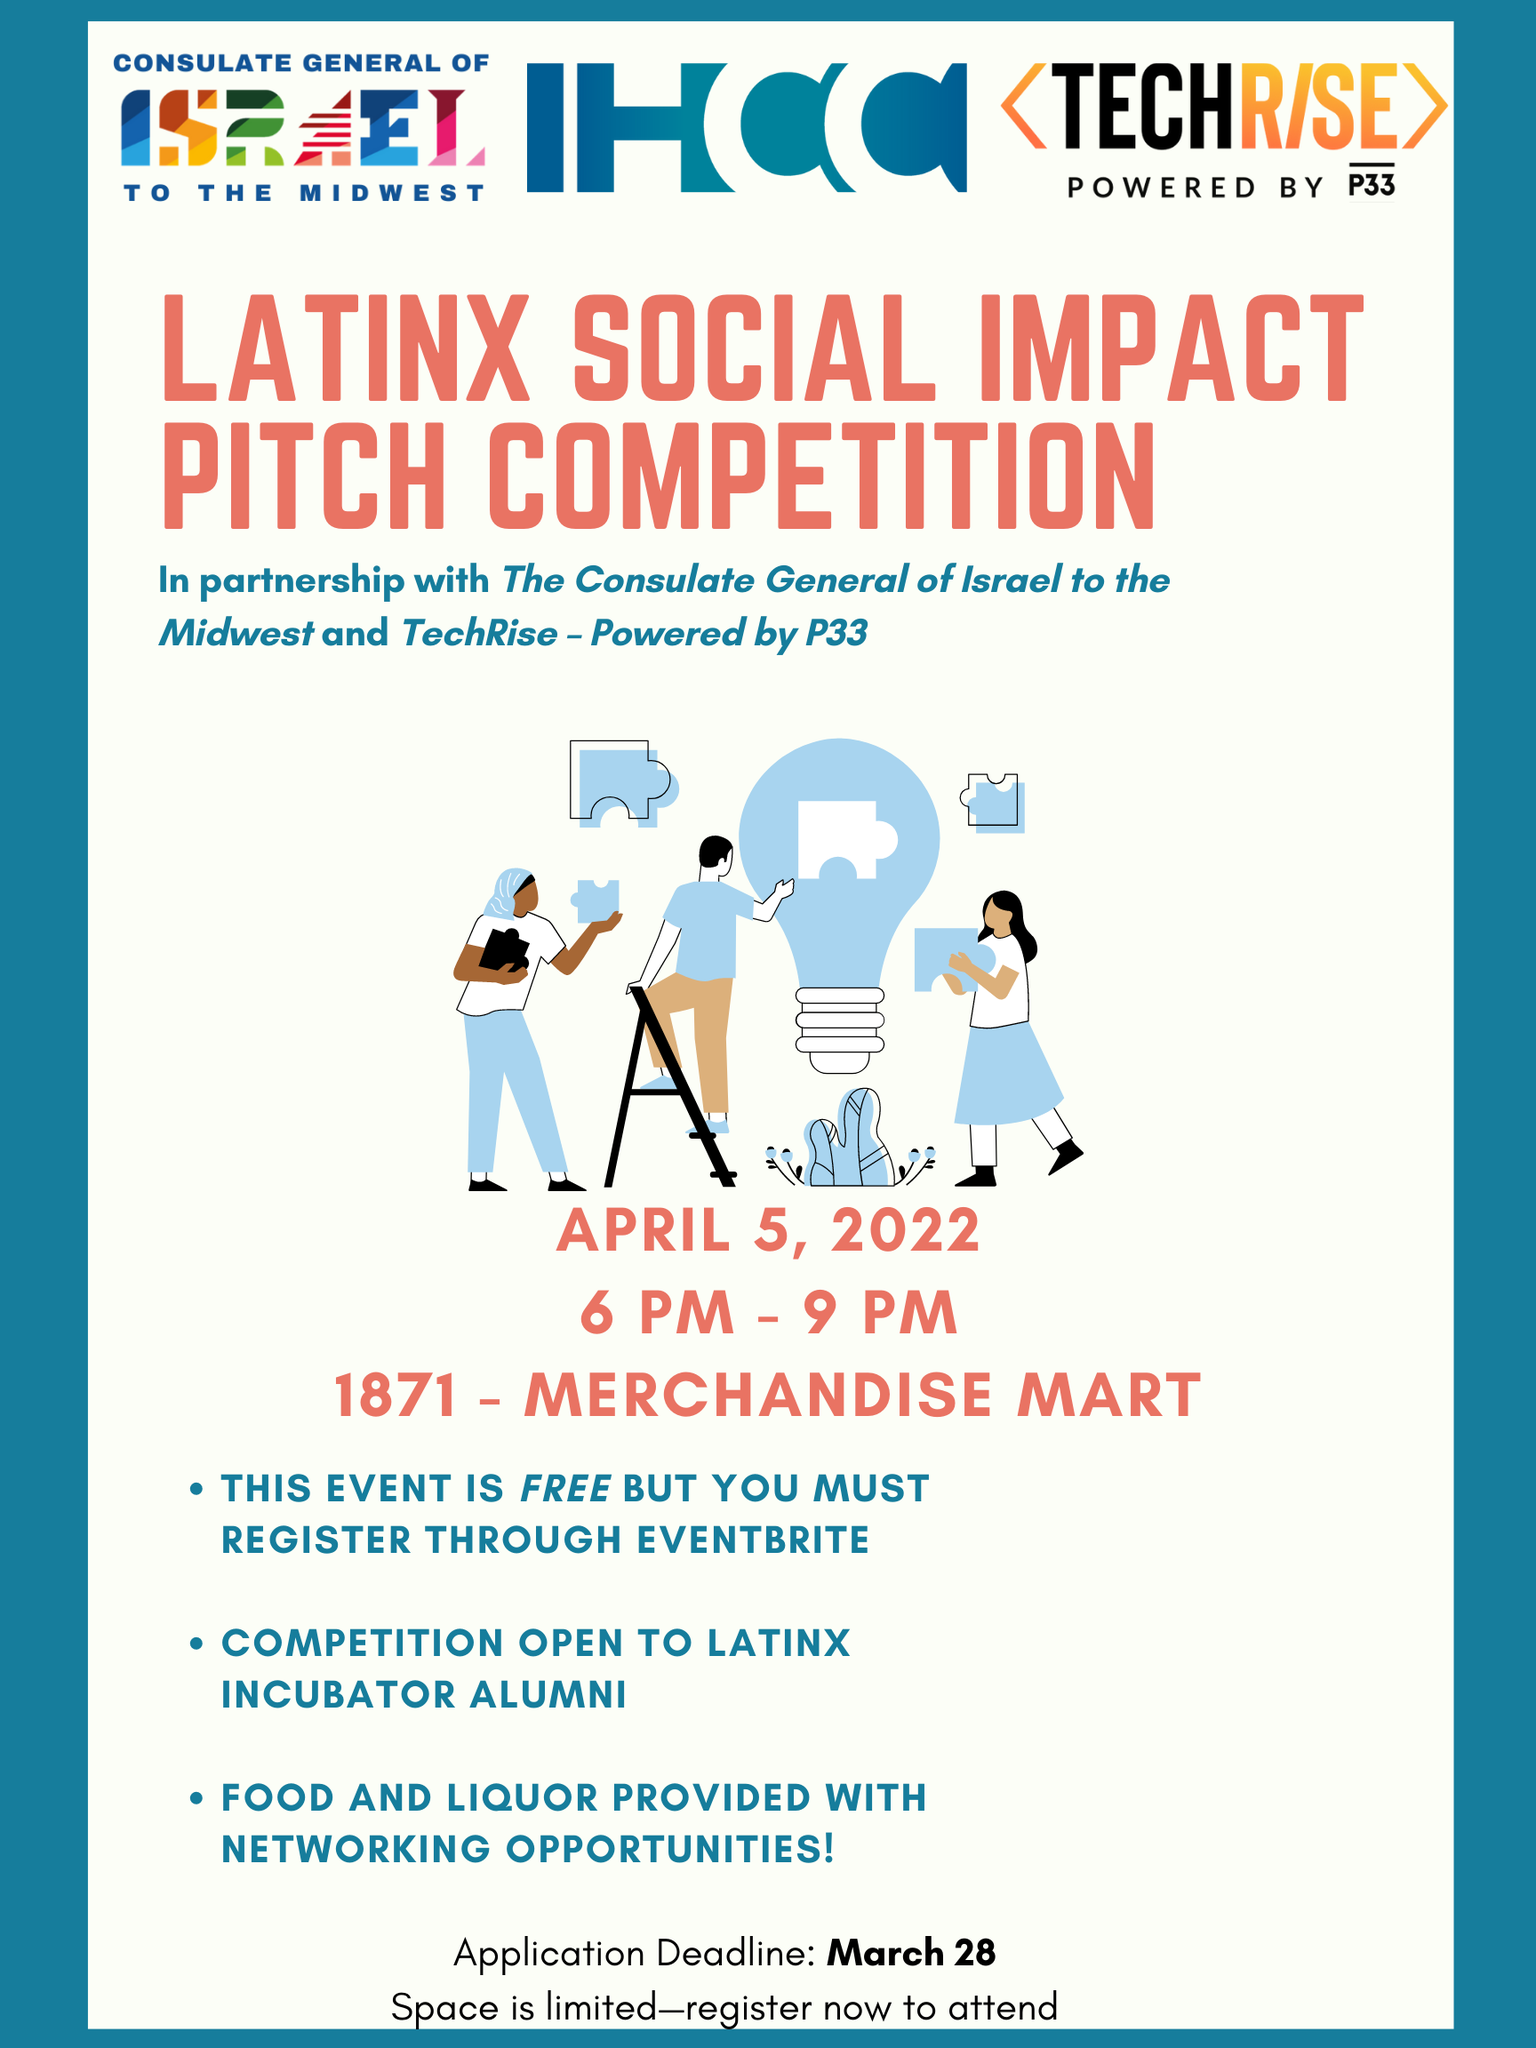 CONSULATE GENERAL OF
ISRAEL
TO THE MIDWEST
IHCC
TECHRISE
POWERED BY P33
LATINX SOCIAL IMPACT
PITCH COMPETITION
In partnership with The Consulate General of Israel to the
Midwest and TechRise – Powered by P33
APRIL 5, 2022
6 PM - 9 PM
1871 - MERCHANDISE MART
• THIS EVENT IS FREE BUT YOU MUST
REGISTER THROUGH EVENTBRITE
• COMPETITION OPEN TO LATINX
INCUBATOR ALUMNI
• FOOD AND LIQUOR PROVIDED WITH
NETWORKING OPPORTUNITIES!
Application Deadline: March 28
Space is limited—register now to attend